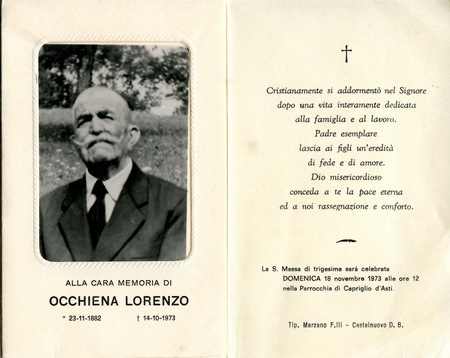 ALLA CARA MEMORIA DI
OCCHIENA LORENZO
* 23-11-1882 † 14-10-1973
†
Cristianamente si addormentò nel Signore
dopo una vita interamente dedicata
alla famiglia e al lavoro.
Padre esemplare
lascia ai figli un'eredità
di fede e di amore.
Dio misericordioso
conceda a te la pace eterna
ed a noi rassegnazione e conforto.
La S. Messa di trigesima sarà celebrata
DOMENICA 18 novembre 1973 alle ore 12
nella Parrocchia di Capriglio d'Asti.
Tip. Marzano F.lli - Castelnuovo D. B.